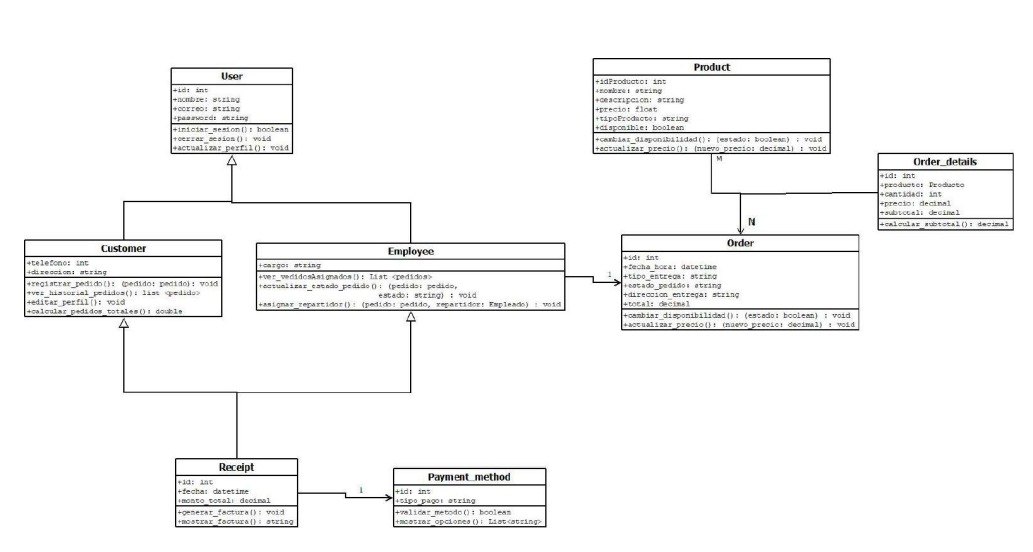 User
+id: int
+nombre: string
+correo: string
+password: string
+iniciar_sesion(): boolean
+cerrar_sesion(): void
+actualizar_perfil(): void
Product
+idProducto: int
+nombre: string
+descripcion: string
+precio: float
+tipoProducto: string
+disponible: boolean
+cambiar_disponibilidad(): (estado: boolean) : void
+actualizar_precio(): (nuevo_precio: decimal) : void
M
Order_details
+id: int
+producto: Producto
+cantidad: int
+precio: decimal
+subtotal: decimal
+calcular_subtotal(): decimal
N
Customer
+telefono: int
+direccion: string
+registrar_pedido(): (pedido: pedido): void
+ver_historial_pedidos(): list <pedido>
+editar_perfil(): void
+calcular_pedidos_totales(): double
Employee
+cargo: string
+ver_vedidosAsignados(): List <pedidos>
+actualizar_estado_pedido(): (pedido: pedido,
estado: string) : void
+asignar_repartidor(): (pedido: pedido, repartidor: Empleado) : void
1
Order
+id: int
+fecha_hora: datetime
+tipo_entrega: string
+estado_pedido: string
+direccion_entrega: string
+total: decimal
+cambiar_disponibilidad(): (estado: boolean) : void
+actualizar_precio(): (nuevo_precio: decimal) : void
Receipt
+id: int
+fecha: datetime
+monto_total: decimal
+generar_factura(): void
+mostrar_factura(): string
1
Payment_method
+id: int
+tipo_pago: string
+validar_metodo(): boolean
+mostrar_opciones(): List<string>